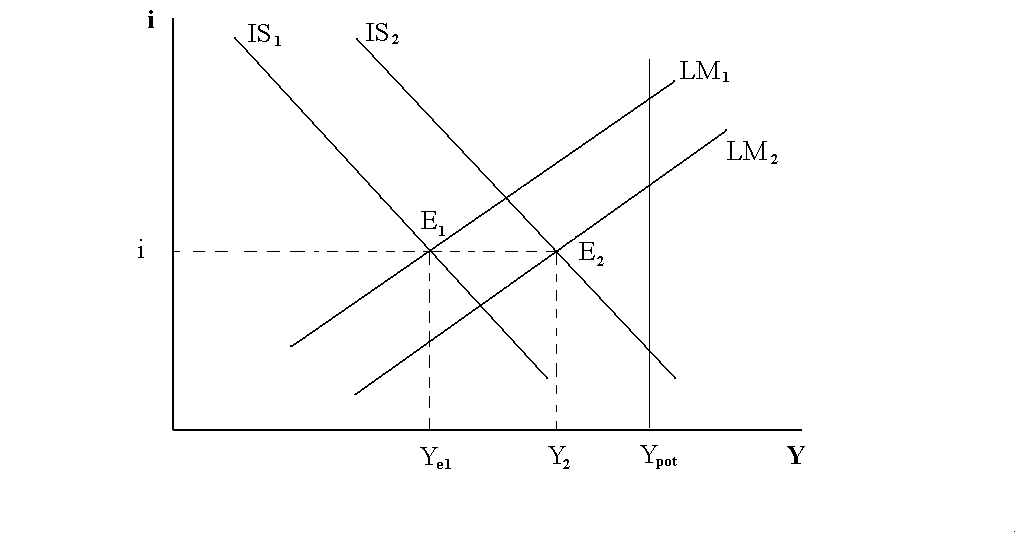 i
IS1
IS2
LM1
LM2
E1
i
E2
Ye1
Y2
Ypot
Y